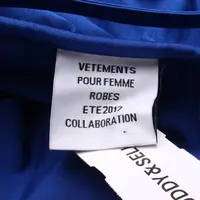 VETEMENTS
POUR FEMME
ROBES
ETE2017
COLLABORATION